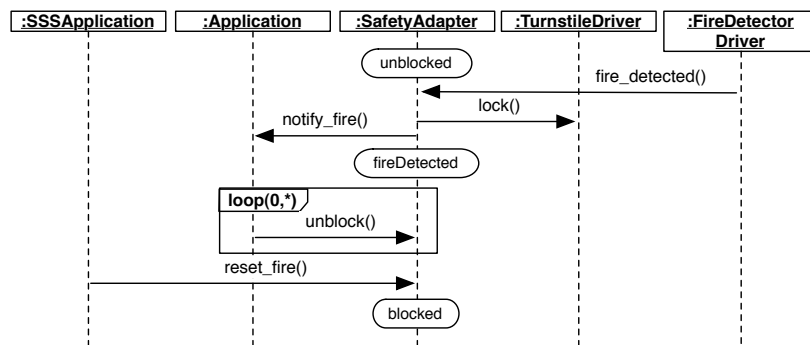 :SSSApplication
:Application
:SafetyAdapter
:TurnstileDriver
:FireDetector
Driver
unblocked
fire_detected()
lock()
notify_fire()
fireDetected
loop(0,*)
unblock()
reset_fire()
blocked